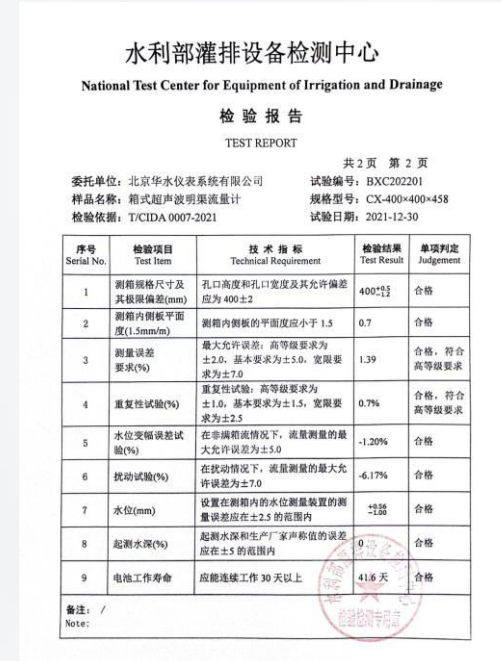 水利部灌排设备检测中心
National Test Center for Equipment of Irrigation and Drainage
检 验 报 告
TEST REPORT
共 2 页 第 2 页
委托单位：北京华水仪表系统有限公司 试验编号：BXC202201
样品名称：箱式超声波明渠流量计 规格型号：CX-400×400×458
检验依据：T/CIDA 0007-2021 试验日期：2021-12-30
序号 检验项目 技 术 指 标 检验结果 单项判定
Serial No. Test Item Technical Requirement Test Result Judgement
1 测箱规格尺寸及 孔口高度和孔口宽度及其允许偏差 400+0.5 合格
其极限偏差(mm) 应为 400±2 -1.2
2 测箱内侧板平面 测箱内侧板的平面度应小于 1.5 0.7 合格
度(1.5mm/m)
3 测量误差 最大允许误差：高等级要求为 1.39 合格，符合
要求(%) ±2.0，基本要求为±5.0，宽限要 高等级要求
求为±7.0
4 重复性试验(%) 重复性试验：高等级要求为 0.7% 合格，符合
±1.0，基本要求为±1.5，宽限要 高等级要求
求为±2.5
5 水位变幅误差试 在非满箱流情况下，流量测量的最 -1.20% 合格
验(%) 大允许误差为±5.0
6 扰动试验(%) 在扰动情况下，流量测量的最大允 -6.17% 合格
许误差为±7.0
7 水位(mm) 设置在测箱内的水位测量装置的测 +0.56 合格
量误差应在±2.5 的范围内 -1.00
8 起测水深(%) 起测水深和生产厂家声称值的误差 0 合格
应在±5 的范围内
9 电池工作寿命 应能连续工作 30 天以上 41.6 天 合格
备注： /
Note:
水利部灌排设备检测中心
检验检测专用章